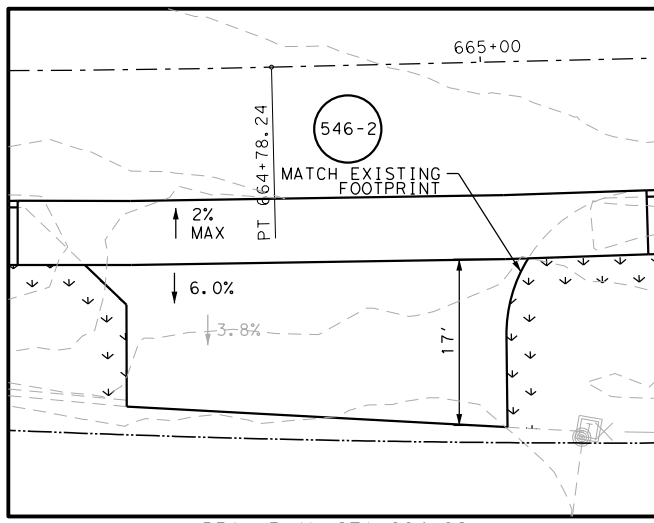 665+00
546-2
PT 664+78.24
MATCH EXISTING
FOOTPRINT
2%
MAX
6.0%
3.8%
17'